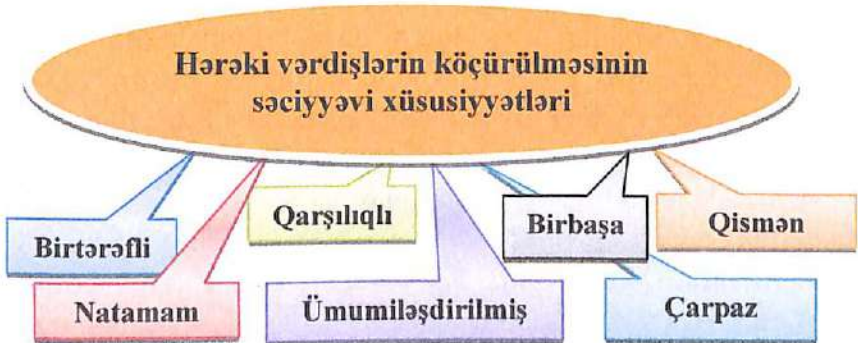 Hərəki vərdişlərin köçürülməsinin
səciyyəvi xüsusiyyətləri
Birtərəfli
Qarşılıqlı
Birbaşa
Qismən
Natamam
Ümumiləşdirilmiş
Çarpaz